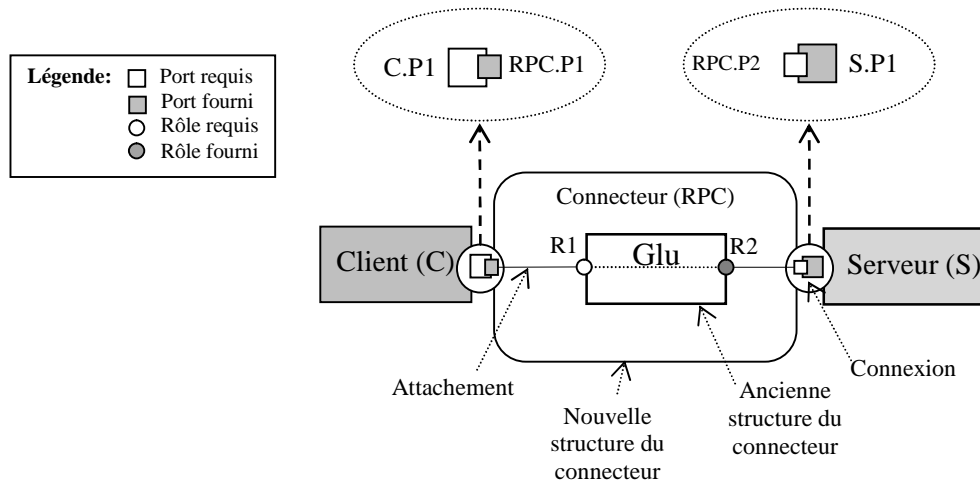 Légende:
Port requis
Port fourni
Rôle requis
Rôle fourni
C.P1
RPC.P1
RPC.P2
S.P1
Connecteur (RPC)
Client (C)
R1
Glu
R2
Serveur (S)
Attachement
Nouvelle
structure du
connecteur
Ancienne
structure du
connecteur
Connexion